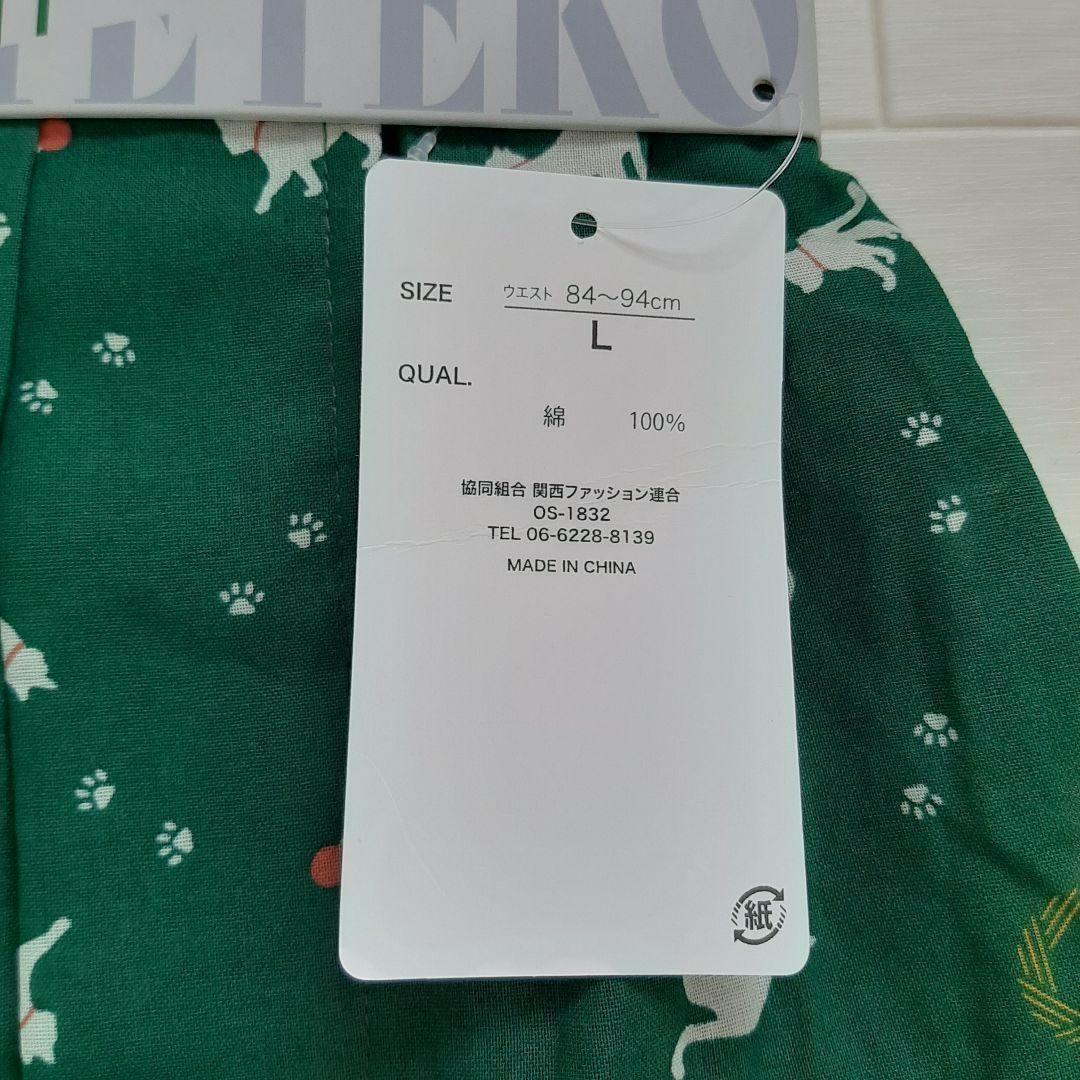 TETEKO
SIZE ウエスト 84～94cm
L
QUAL.
綿 100%
協同組合 関西ファッション連合
OS-1832
TEL 06-6228-8139
MADE IN CHINA
紙